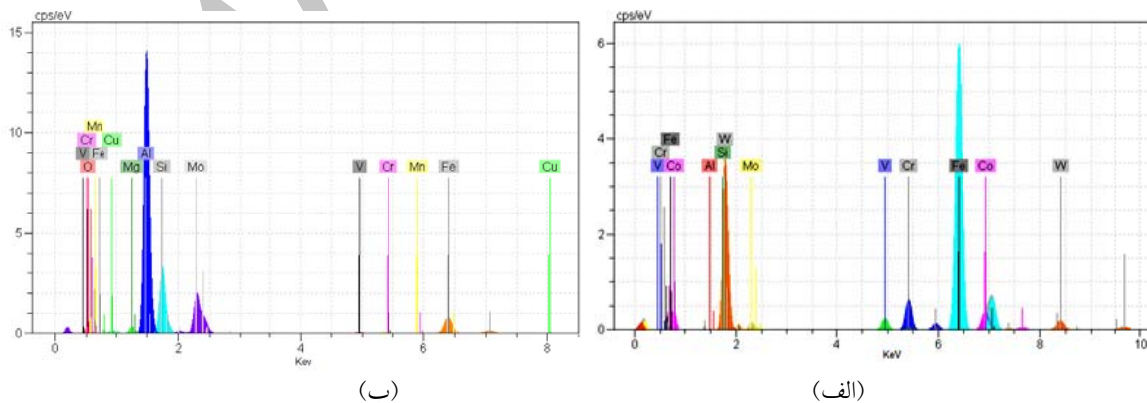 cps/eV
15
10
5
0
Mn
Cr Cu
V Fe
O Mg Al Si Mo V Cr Mn Fe Cu
0 2 4 6 8
Kev
(ب)
cps/eV
6
4
2
0
Fe W
Cr Si
V Co Al Mo V Cr Fe Co W
0 2 4 6 8 10
KeV
(الف)